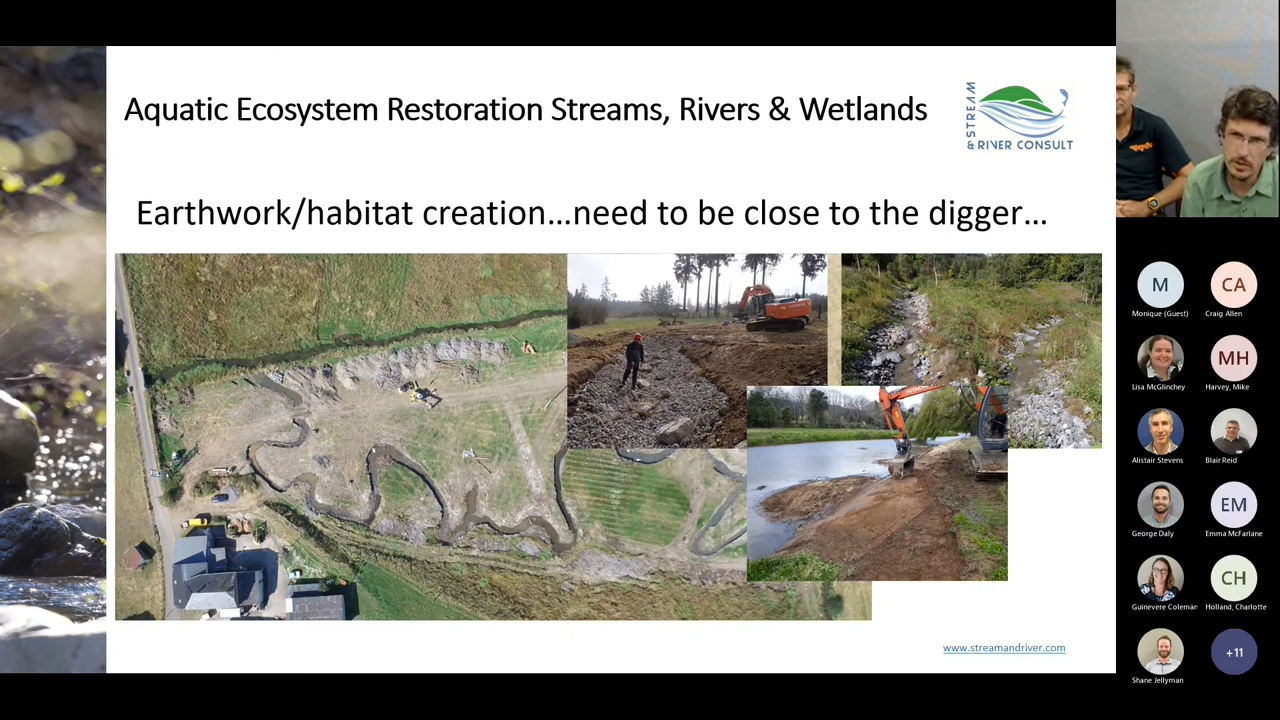 Aquatic Ecosystem Restoration Streams, Rivers & Wetlands
& STREAM
RIVER CONSULT
Earthwork/habitat creation...need to be close to the digger...
www.streamandriver.com
M
CA
Monique (Guest)
Craig Allen
MH
Lisa McGlinchey
Harvey, Mike
Alistair Stevens
Blair Reid
EM
George Daly
Emma McFarlane
CH
Guinevere Coleman
Holland, Charlotte
+11
Shane Jellyman